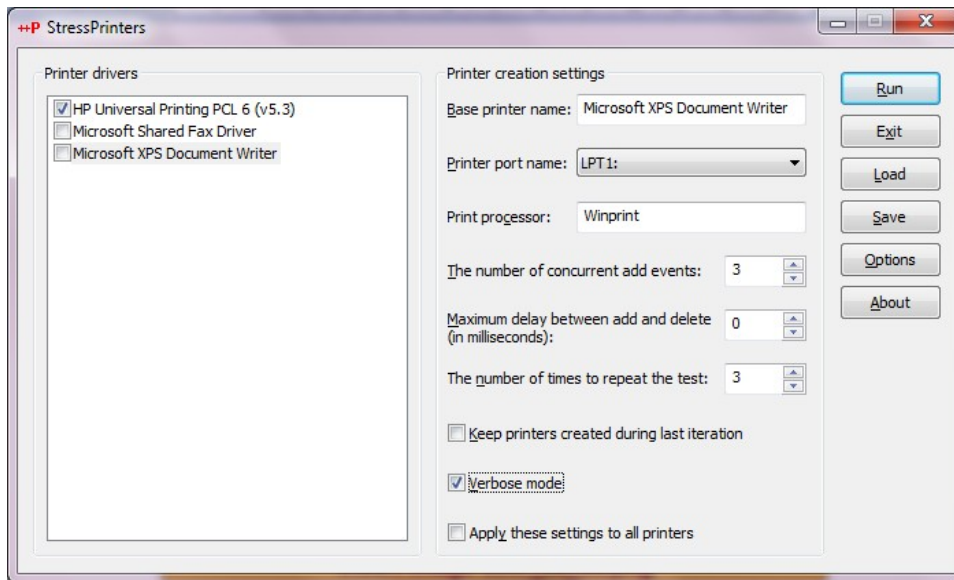 ++P StressPrinters
Printer drivers
HP Universal Printing PCL 6 (v5.3)
Microsoft Shared Fax Driver
Microsoft XPS Document Writer
Printer creation settings
Base printer name: Microsoft XPS Document Writer
Printer port name: LPT1:
Print processor: Winprint
The number of concurrent add events: 3
Maximum delay between add and delete
(in milliseconds): 0
The number of times to repeat the test: 3
Keep printers created during last iteration
Verbose mode
Apply these settings to all printers
Run
Exit
Load
Save
Options
About